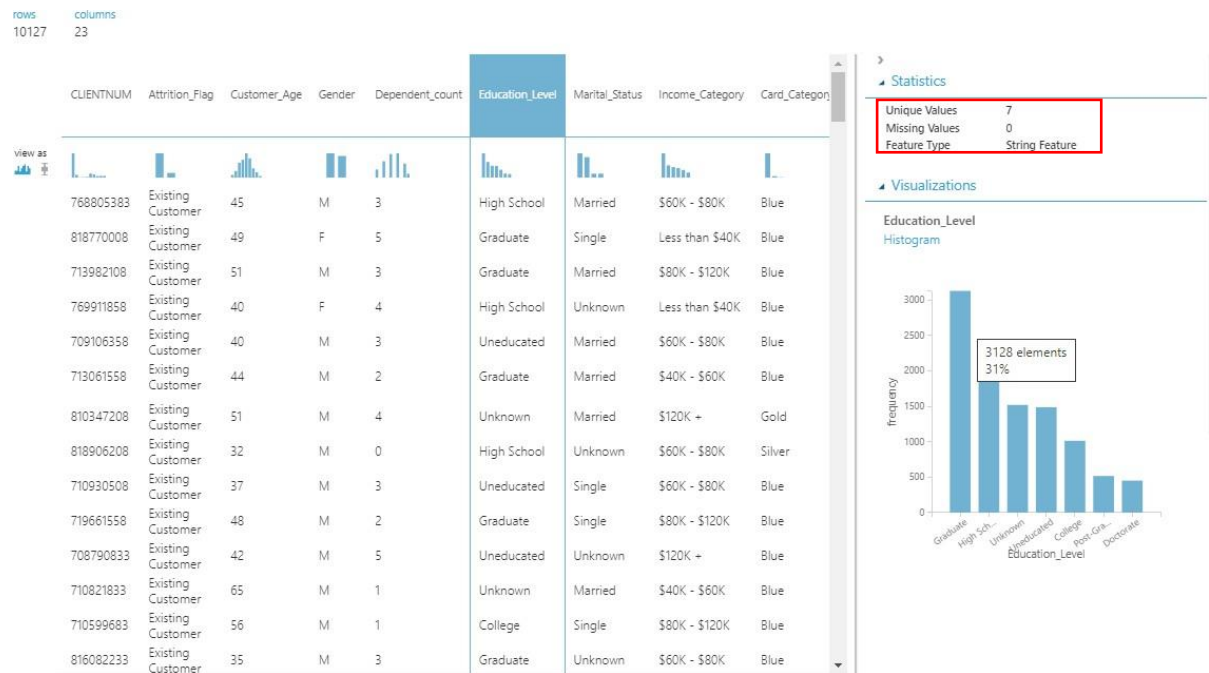 rows columns
10127 23
CLIENTNUM Attrition_Flag Customer_Age Gender Dependent_count Education_Level Marital_Status Income_Category Card_Category
view as
768805383 Existing Customer 45 M 3 High School Married $60K - $80K Blue
818770008 Existing Customer 49 F 5 Graduate Single Less than $40K Blue
713982108 Existing Customer 51 M 3 Graduate Married $80K - $120K Blue
769911858 Existing Customer 40 F 4 High School Unknown Less than $40K Blue
709106358 Existing Customer 40 M 3 Uneducated Married $60K - $80K Blue
713061558 Existing Customer 44 M 2 Graduate Married $40K - $60K Blue
810347208 Existing Customer 51 M 4 Unknown Married $120K + Gold
818906208 Existing Customer 32 M 0 High School Unknown $60K - $80K Silver
710930508 Existing Customer 37 M 3 Uneducated Single $60K - $80K Blue
719661558 Existing Customer 48 M 2 Graduate Single $80K - $120K Blue
708790833 Existing Customer 42 M 5 Uneducated Unknown $120K + Blue
710821833 Existing Customer 65 M 1 Unknown Married $40K - $60K Blue
710599683 Existing Customer 56 M 1 College Single $80K - $120K Blue
816082233 Existing Customer 35 M 3 Graduate Unknown $60K - $80K Blue
Statistics
Unique Values 7
Missing Values 0
Feature Type String Feature
Visualizations
Education_Level
Histogram
3000
2500
2000
1500
1000
500
0
frequency
3128 elements
31%
Graduate High Sch... Unknown Uneducated College Post-Gra... Doctorate
Education_Level